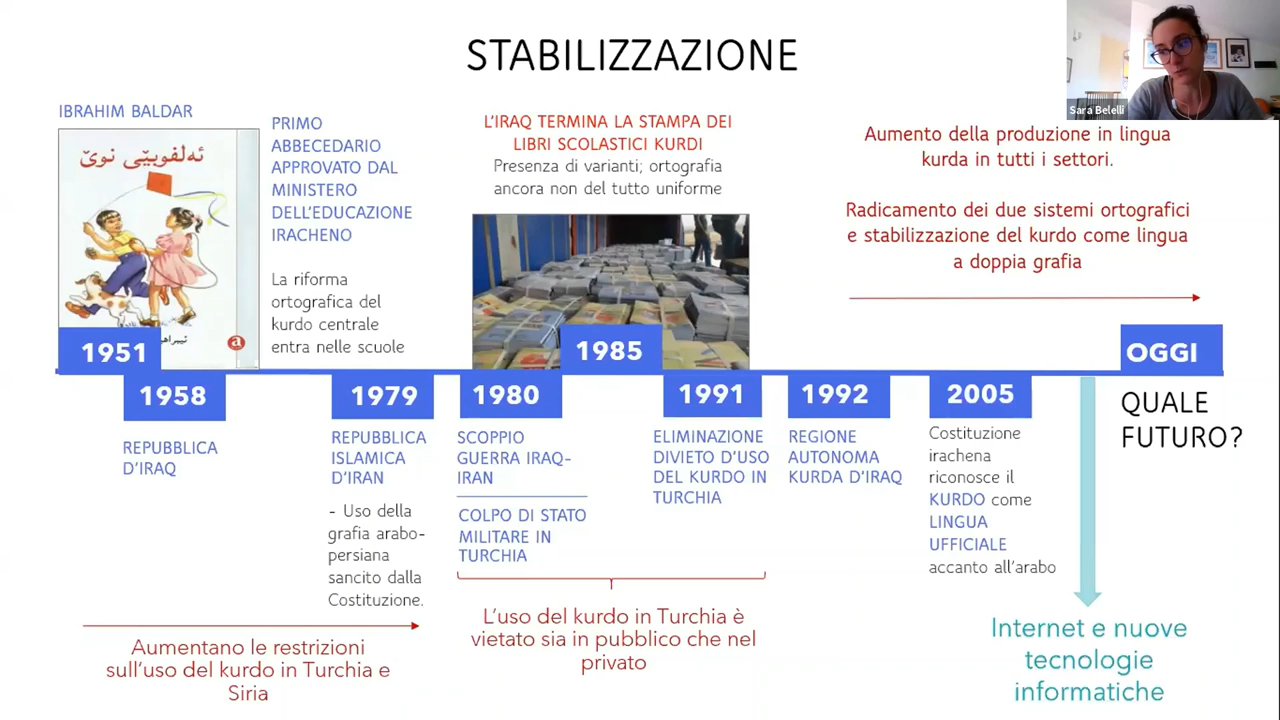 STABILIZZAZIONE
Sara Belelli
IBRAHIM BALDAR
ئەلفوبێی نوێ
PRIMO
ABBECEDARIO
APPROVATO DAL
MINISTERO
DELL'EDUCAZIONE
IRACHENO
La riforma
ortografica del
kurdo centrale
entra nelle scuole
L'IRAQ TERMINA LA STAMPA DEI
LIBRI SCOLASTICI KURDI
Presenza di varianti; ortografia
ancora non del tutto uniforme
Aumento della produzione in lingua
kurda in tutti i settori.
Radicamento dei due sistemi ortografici
e stabilizzazione del kurdo come lingua
a doppia grafia
a
1951
1985
OGGI
1958
REPUBBLICA
D'IRAQ
1979
REPUBBLICA
ISLAMICA
D'IRAN
- Uso della
grafia arabo-
persiana
sancito dalla
Costituzione.
1980
SCOPPIO
GUERRA IRAQ-
IRAN
COLPO DI STATO
MILITARE IN
TURCHIA
1991
ELIMINAZIONE
DIVIETO D'USO
DEL KURDO IN
TURCHIA
1992
REGIONE
AUTONOMA
KURDA D'IRAQ
2005
Costituzione
irachena
riconosce il
KURDO come
LINGUA
UFFICIALE
accanto all'arabo
QUALE
FUTURO?
Aumentano le restrizioni
sull'uso del kurdo in Turchia e
Siria
L'uso del kurdo in Turchia è
vietato sia in pubblico che nel
privato
Internet e nuove
tecnologie
informatiche